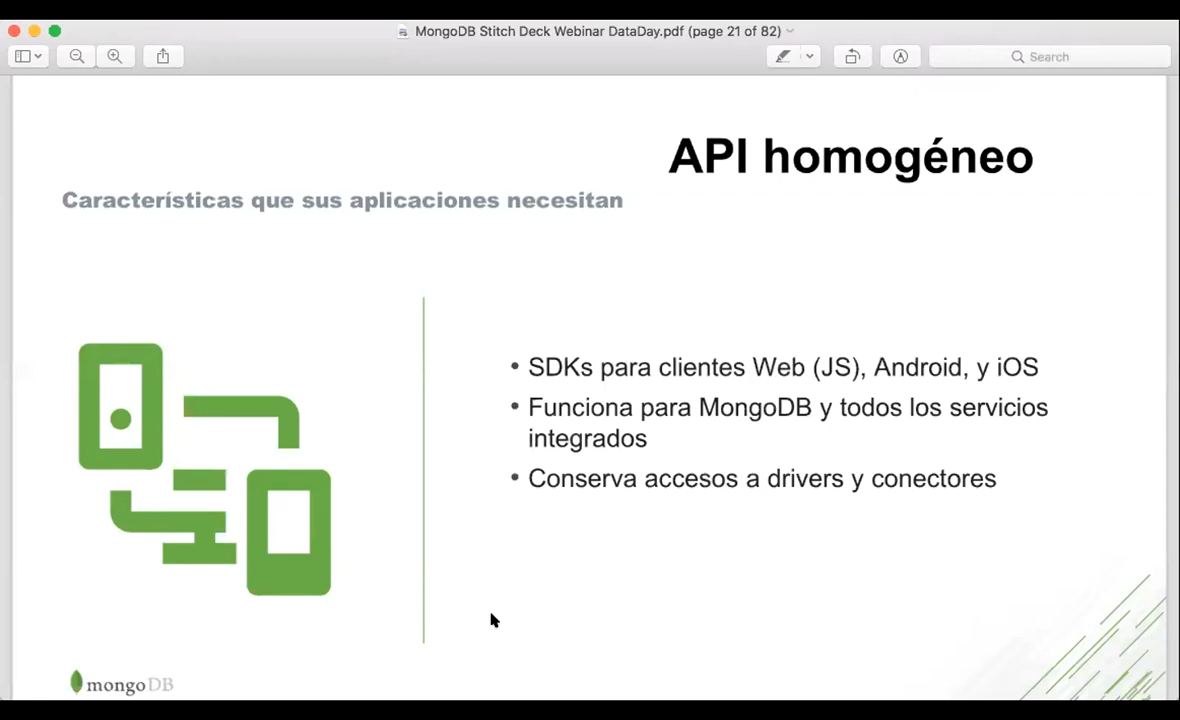 MongoDB Stitch Deck Webinar DataDay.pdf (page 21 of 82)
Search
API homogéneo
Características que sus aplicaciones necesitan
• SDKs para clientes Web (JS), Android, y iOS
• Funciona para MongoDB y todos los servicios
integrados
• Conserva accesos a drivers y conectores
mongoDB